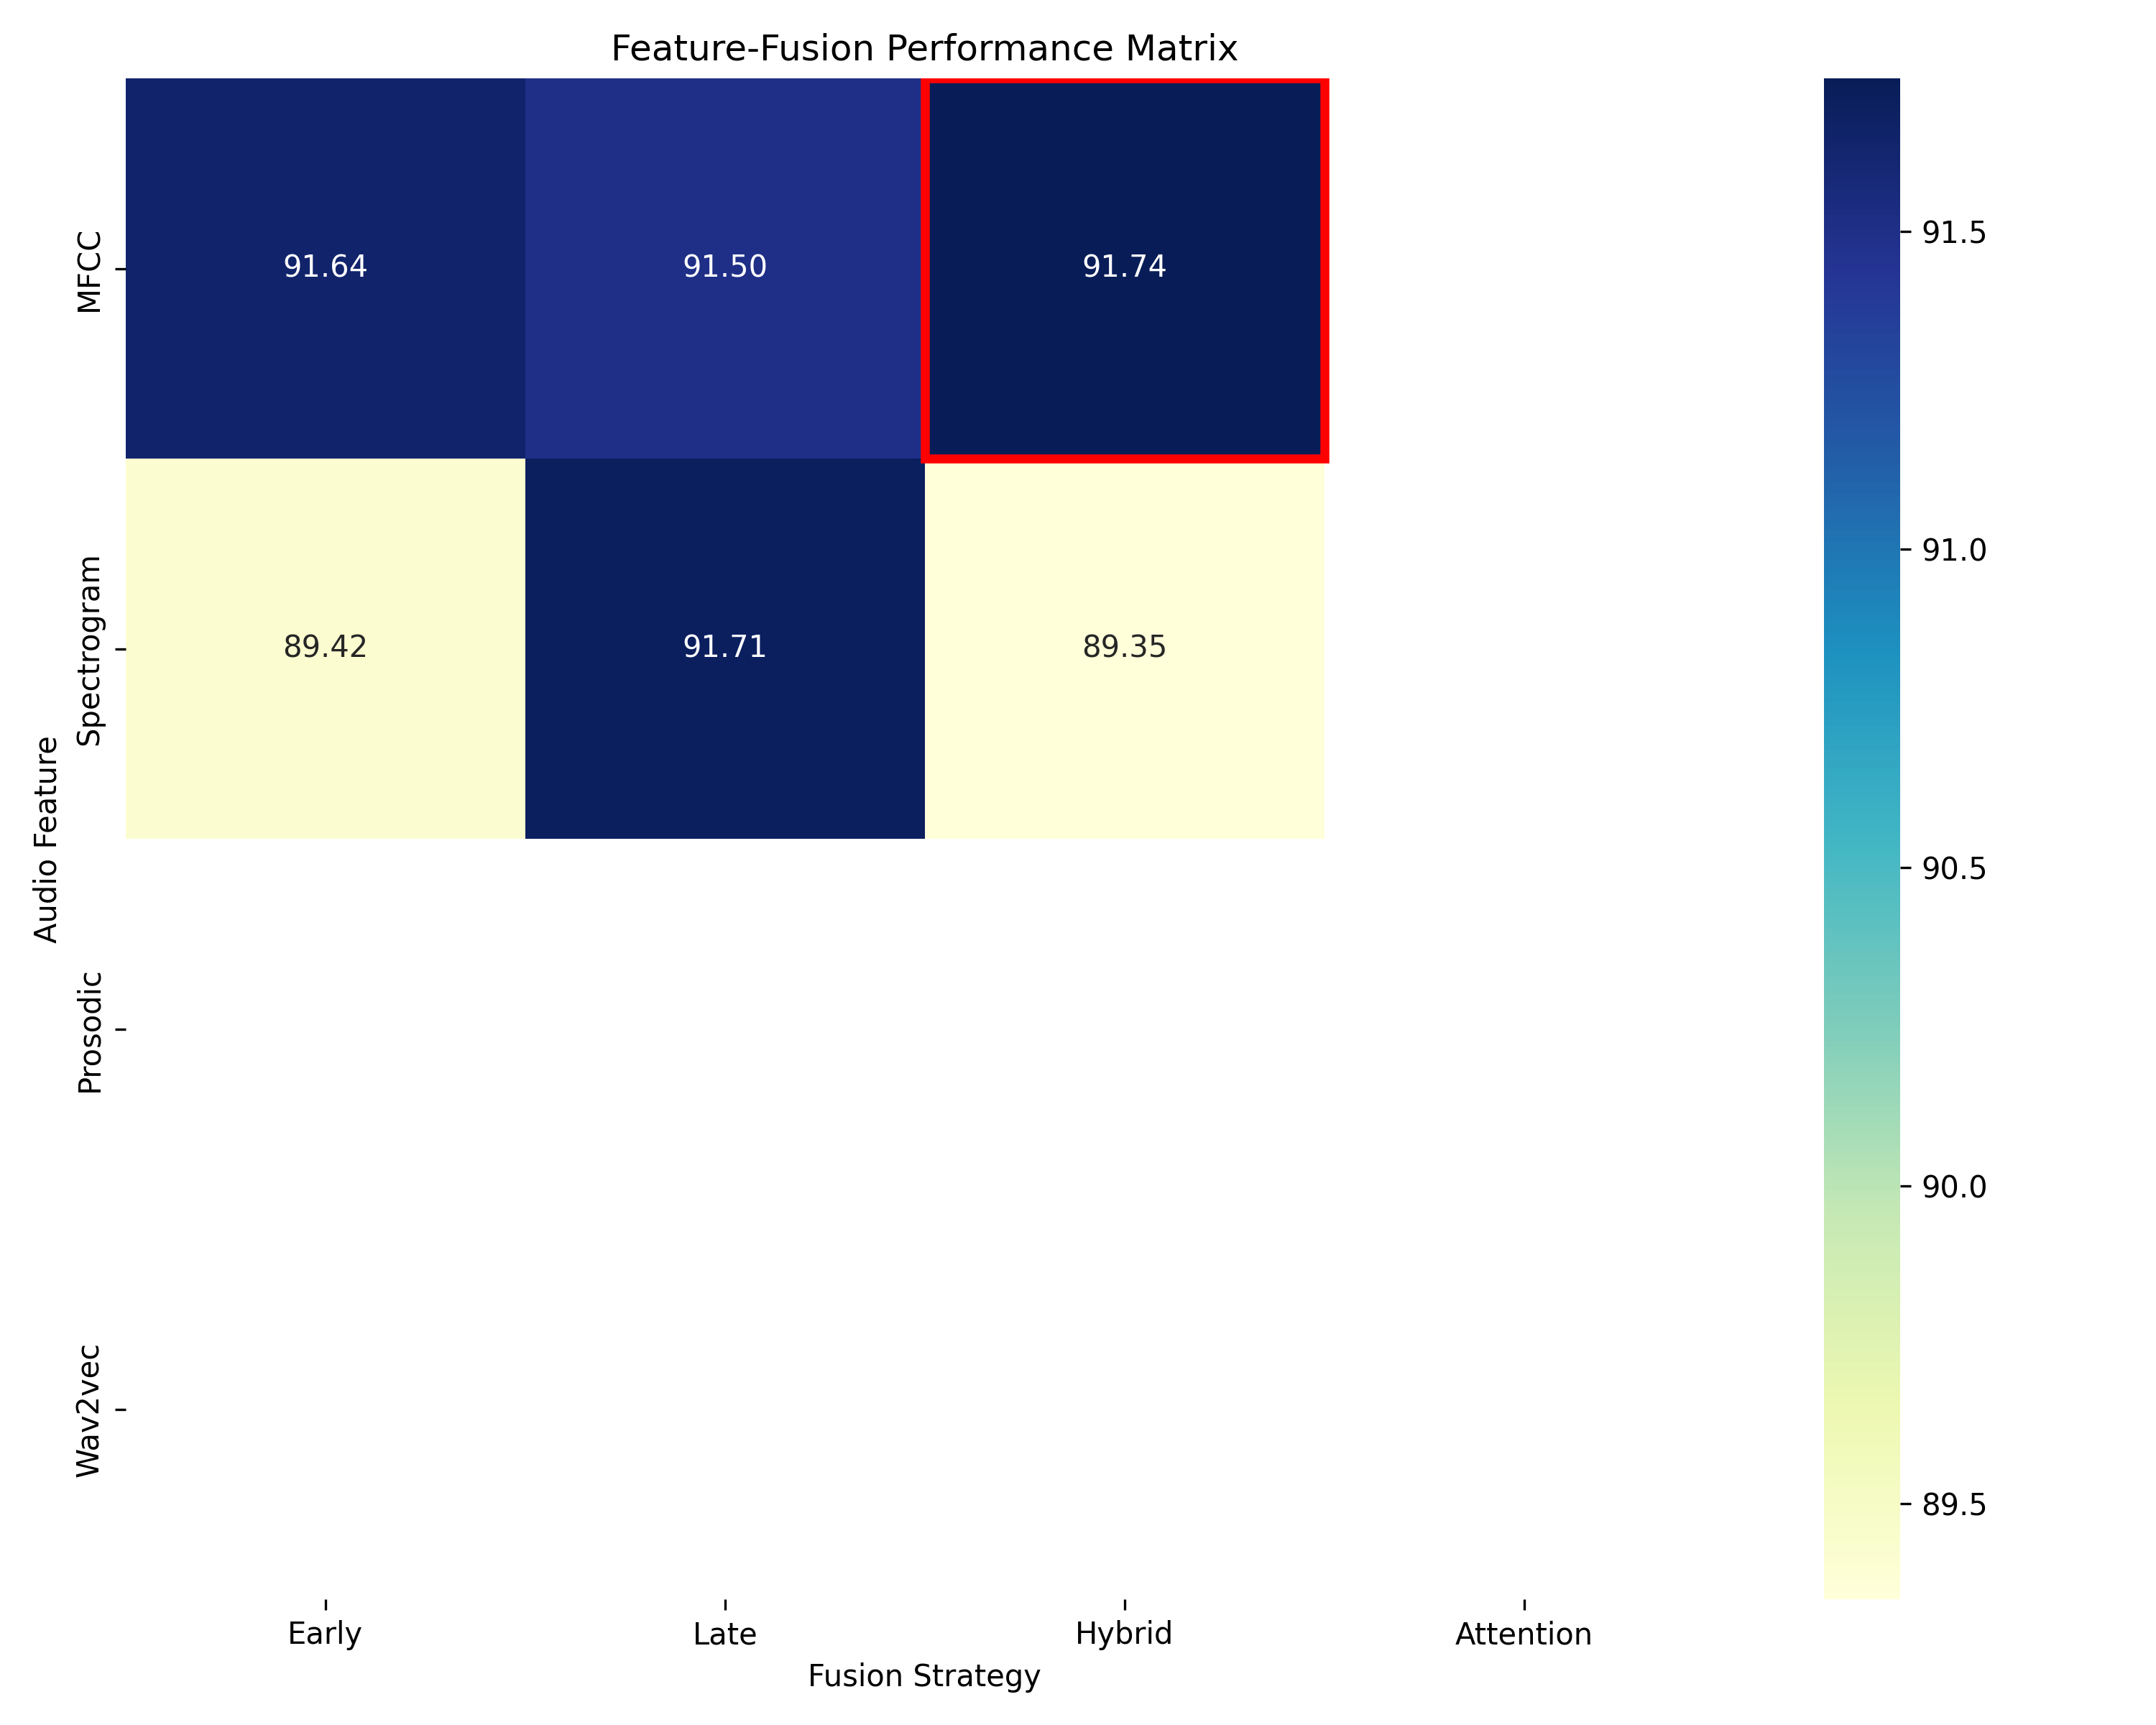 Feature-Fusion Performance Matrix
Audio Feature
MFCC
91.64 91.50 91.74
Spectrogram
89.42 91.71 89.35
Prosodic
Wav2vec
Early Late Hybrid Attention
Fusion Strategy
91.5
91.0
90.5
90.0
89.5